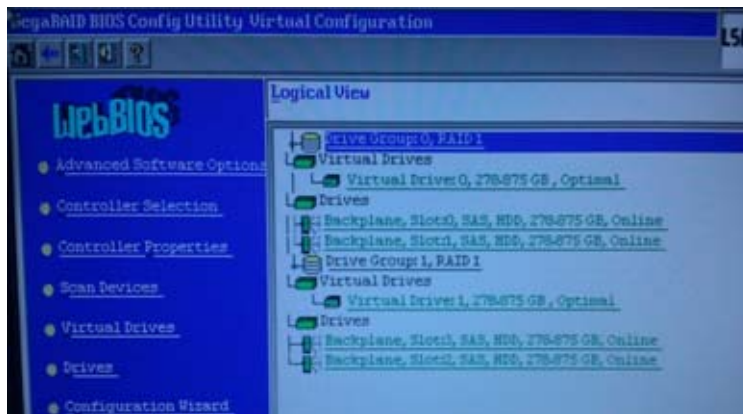 MegaRAID BIOS Config Utility Virtual Configuration
LSI
WebBIOS
Advanced Software Options
Controller Selection
Controller Properties
Scan Devices
Virtual Drives
Drives
Configuration Wizard
Logical View
Drive Group: 0, RAID 1
Virtual Drives
Virtual Drive: 0, 278.875 GB, Optimal
Drives
Backplane, Slot:0, SAS, HDD, 278.875 GB, Online
Backplane, Slot:1, SAS, HDD, 278.875 GB, Online
Drive Group: 1, RAID 1
Virtual Drives
Virtual Drive: 1, 278.875 GB, Optimal
Drives
Backplane, Slot:3, SAS, HDD, 278.875 GB, Online
Backplane, Slot:2, SAS, HDD, 278.875 GB, Online